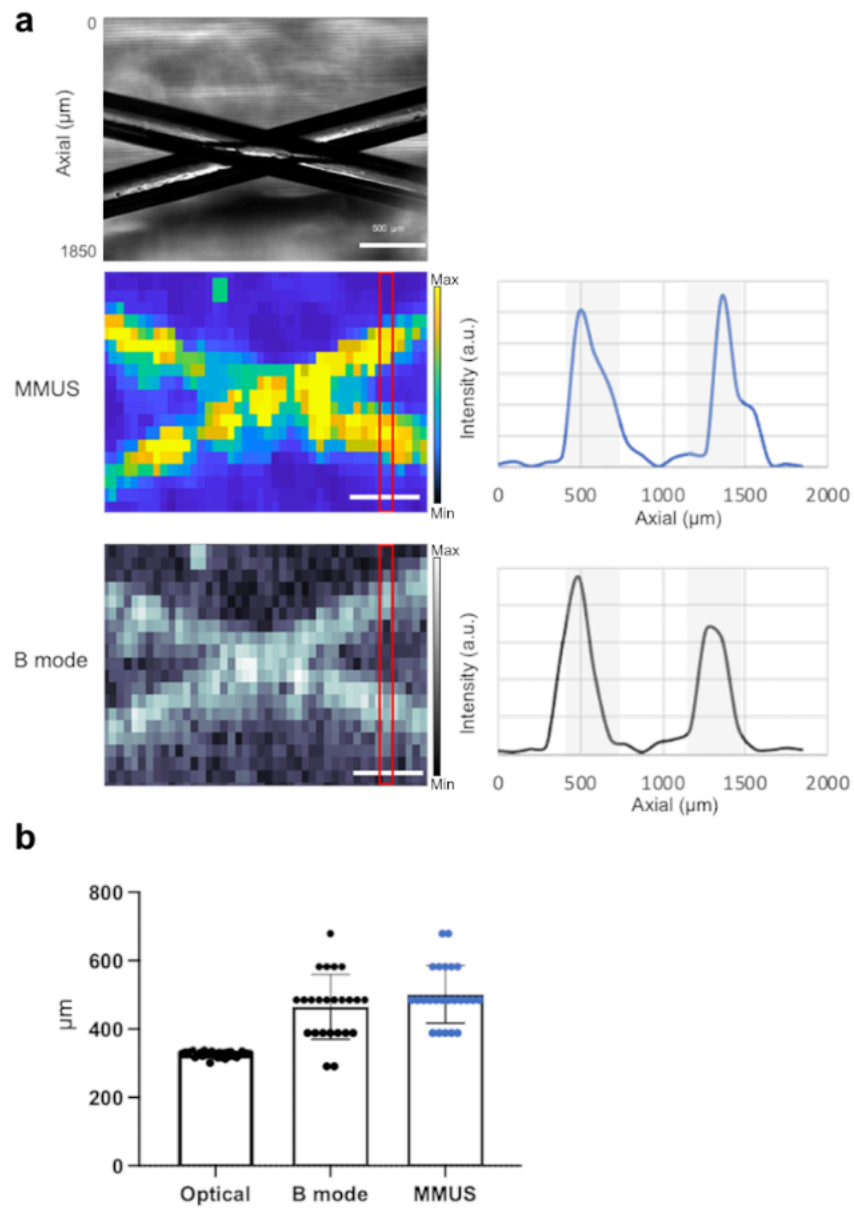 a
0
Axial (µm)
1850
500 µm
MMUS
Max
Min
Intensity (a.u.)
0 500 1000 1500 2000
Axial (µm)
B mode
Max
Min
Intensity (a.u.)
0 500 1000 1500 2000
Axial (µm)
b
800
600
400
200
0
µm
Optical B mode MMUS